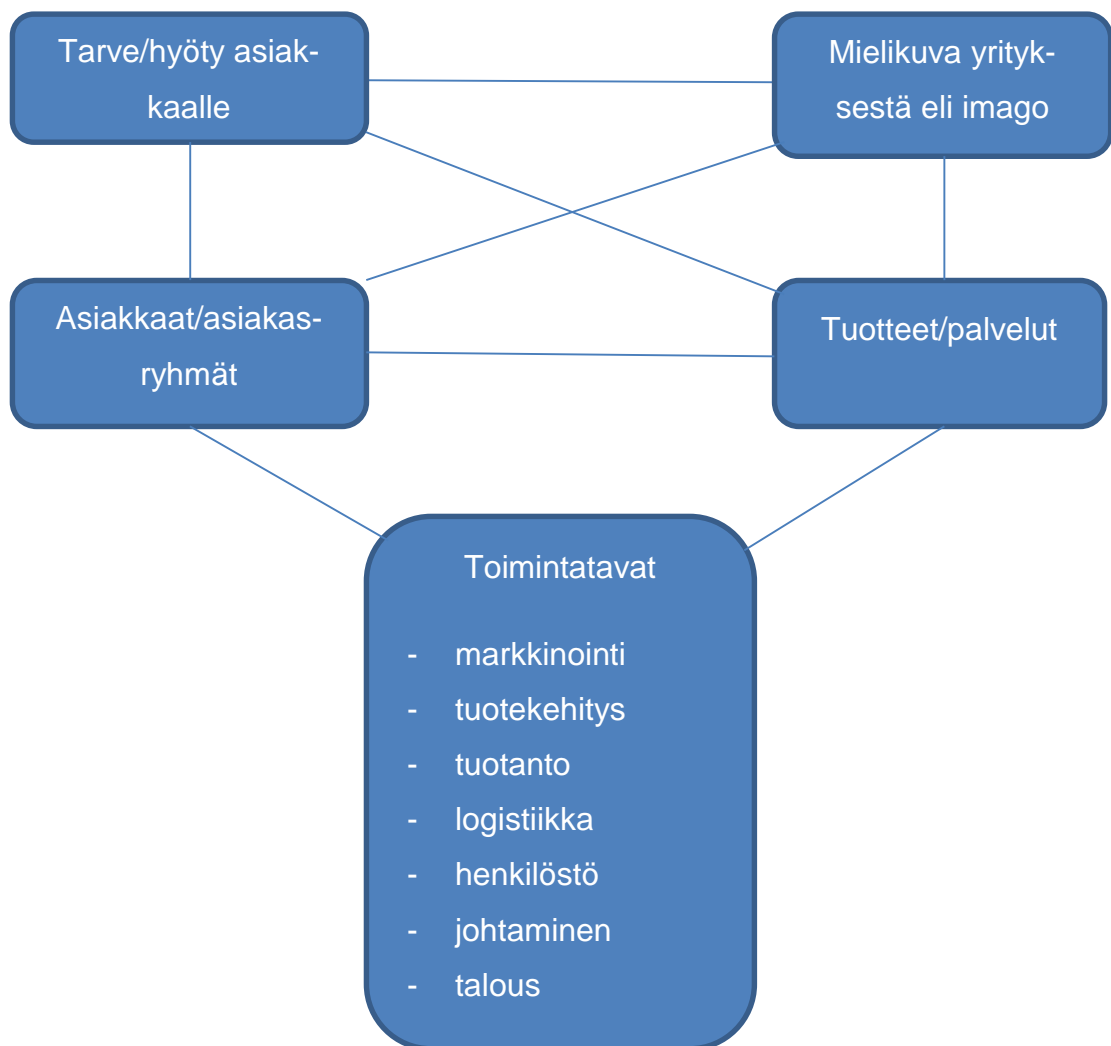 Tarve/hyöty asiak-
kaalle
Mielikuva yrityk-
sestä eli imago
Asiakkaat/asiakas-
ryhmät
Tuotteet/palvelut
Toimintatavat
- markkinointi
- tuotekehitys
- tuotanto
- logistiikka
- henkilöstö
- johtaminen
- talous